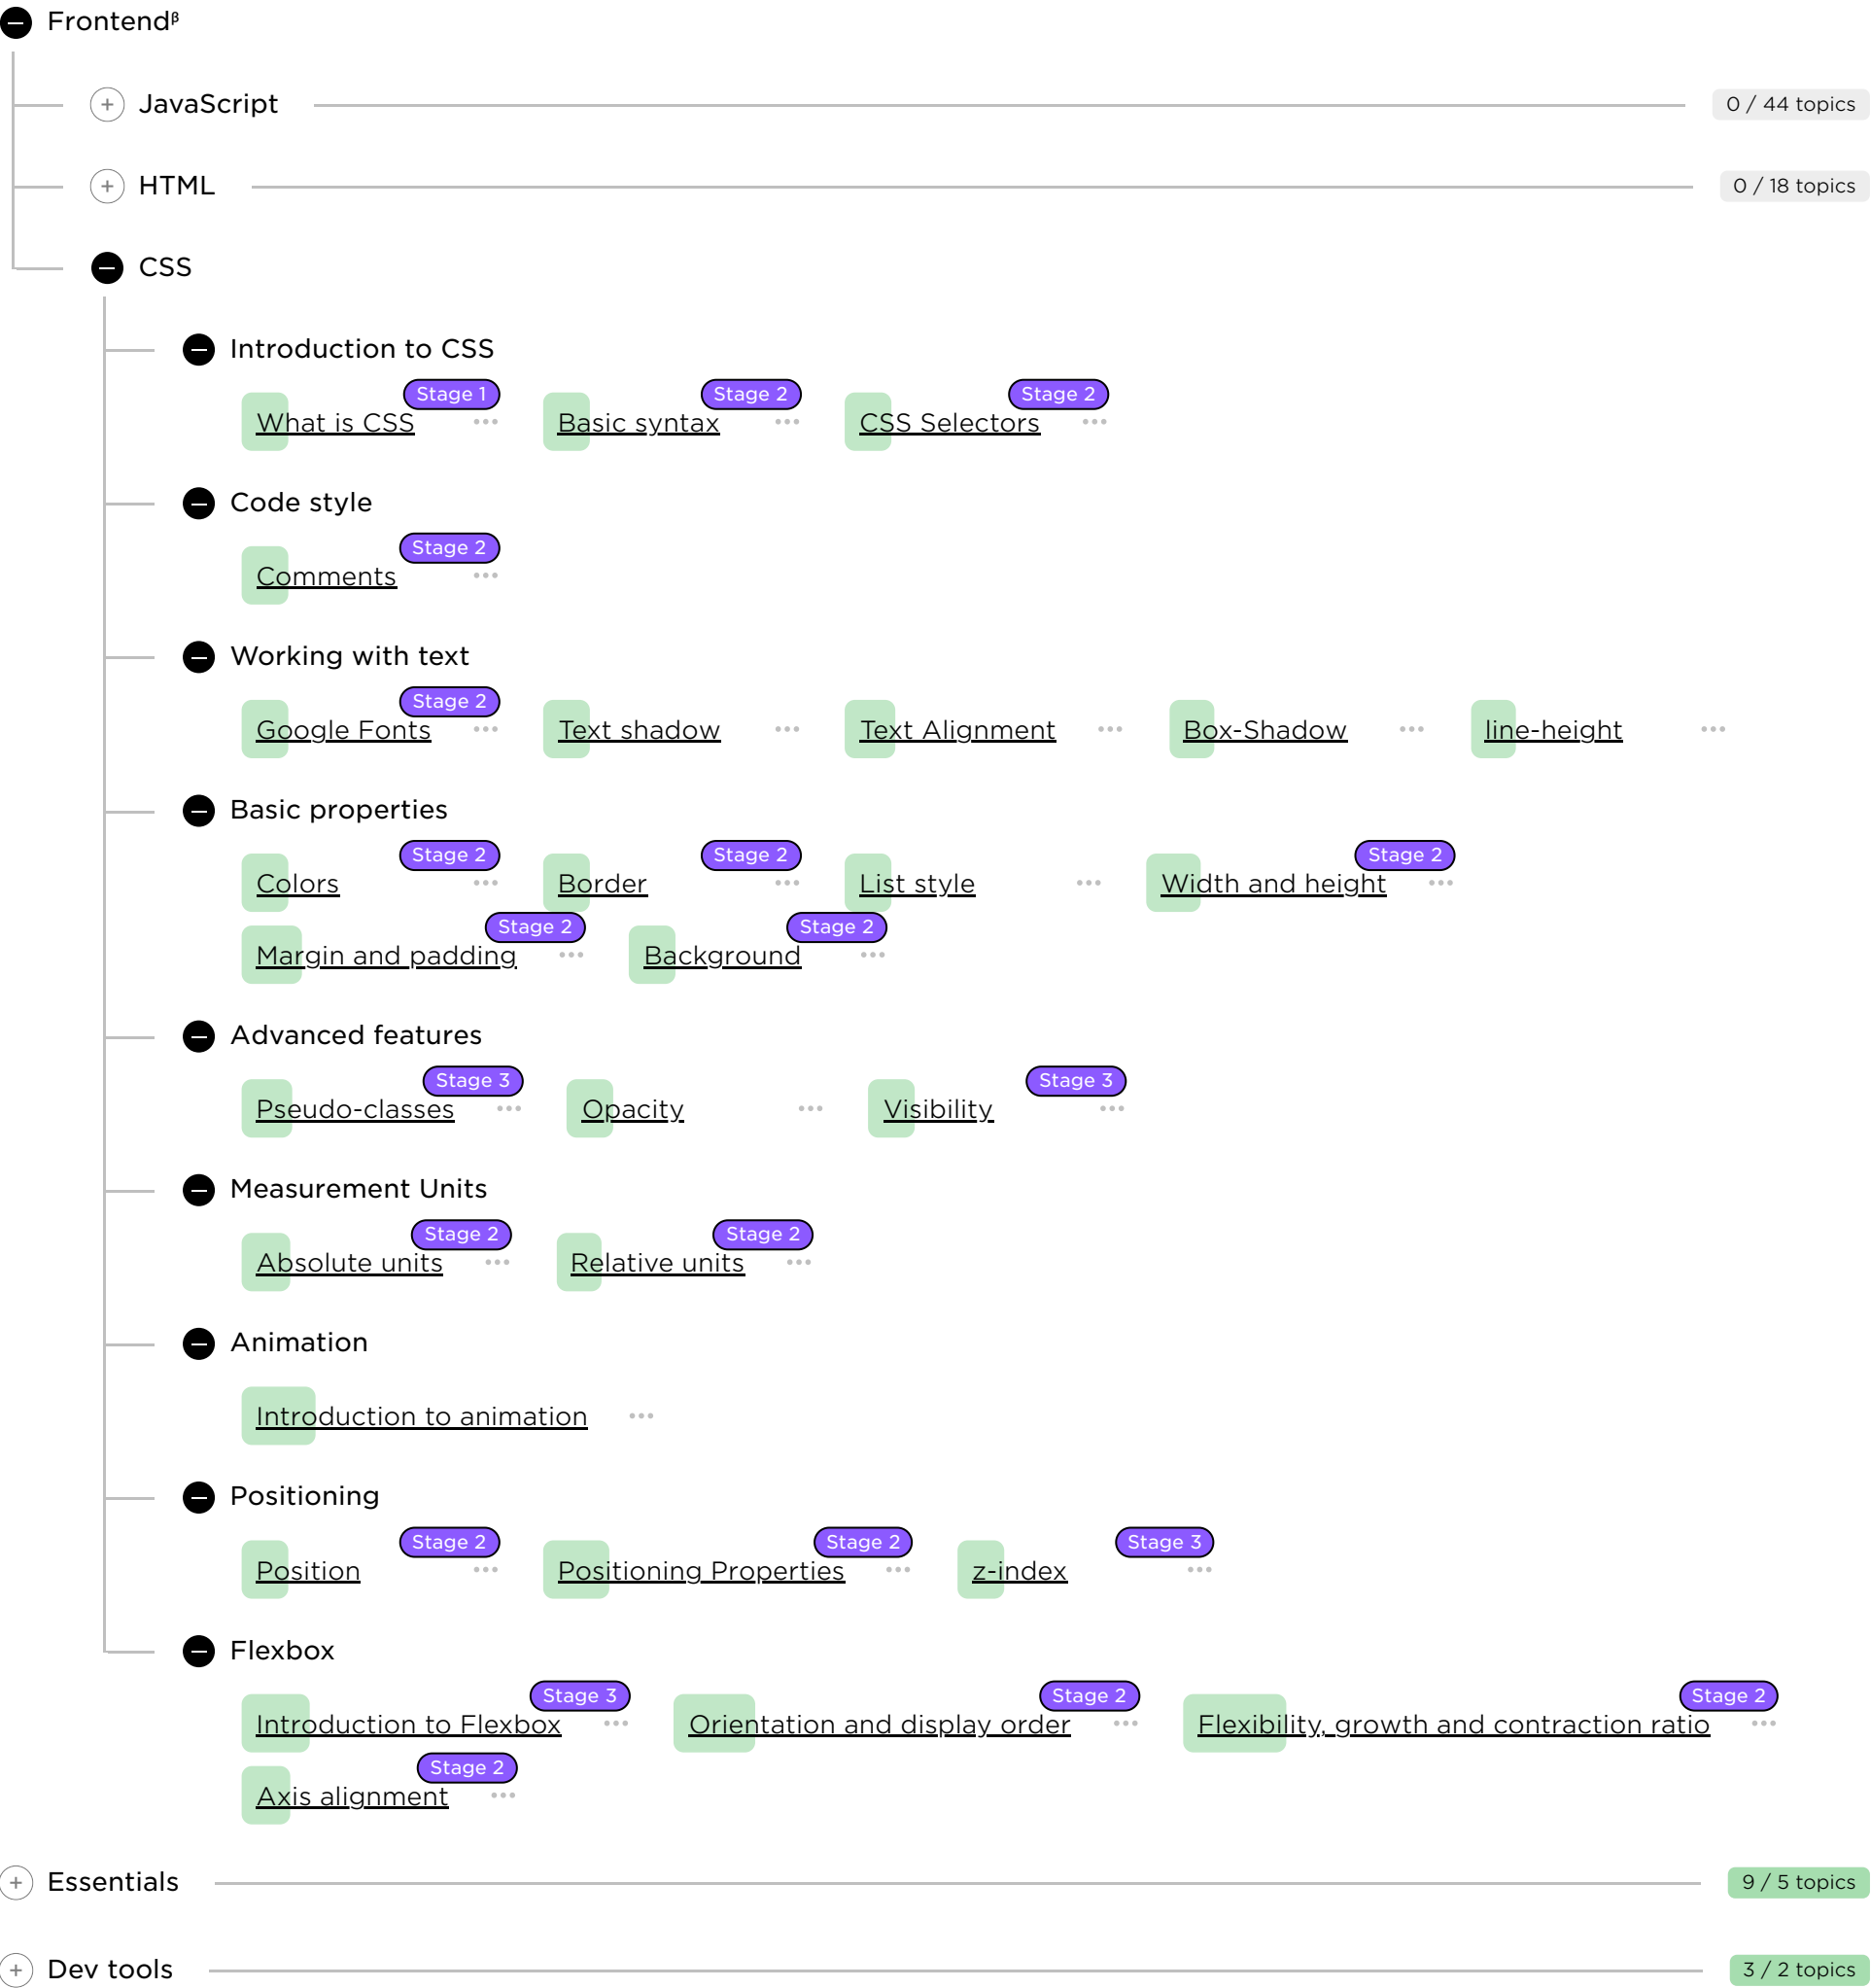 Frontendᵝ
JavaScript 0 / 44 topics
HTML 0 / 18 topics
CSS
Introduction to CSS
Stage 1 Stage 2 Stage 2
What is CSS Basic syntax CSS Selectors
Code style
Stage 2
Comments
Working with text
Stage 2
Google Fonts Text shadow Text Alignment Box-Shadow line-height
Basic properties
Stage 2 Stage 2 Stage 2
Colors Border List style Width and height
Stage 2 Stage 2
Margin and padding Background
Advanced features
Stage 3 Stage 3
Pseudo-classes Opacity Visibility
Measurement Units
Stage 2 Stage 2
Absolute units Relative units
Animation
Introduction to animation
Positioning
Stage 2 Stage 2 Stage 3
Position Positioning Properties z-index
Flexbox
Stage 3 Stage 2 Stage 2
Introduction to Flexbox Orientation and display order Flexibility, growth and contraction ratio
Stage 2
Axis alignment
Essentials 9 / 5 topics
Dev tools 3 / 2 topics